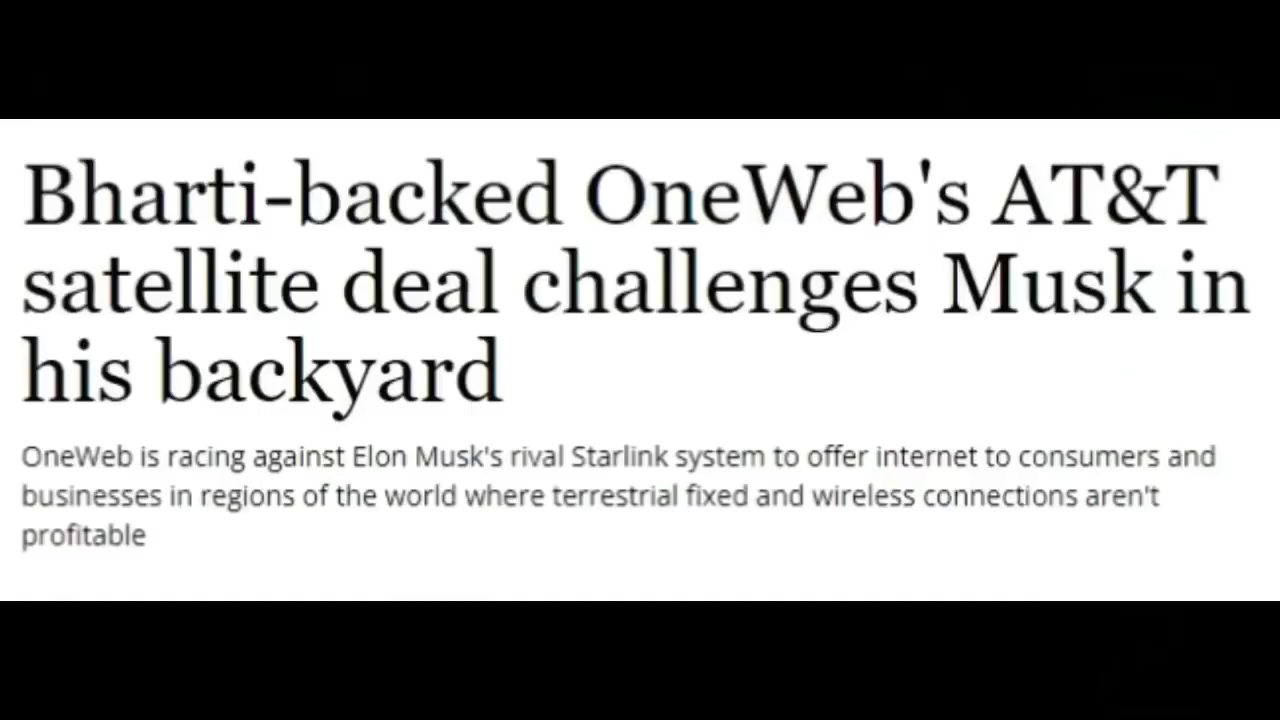 Bharti-backed OneWeb's AT&T
satellite deal challenges Musk in
his backyard
OneWeb is racing against Elon Musk's rival Starlink system to offer internet to consumers and
businesses in regions of the world where terrestrial fixed and wireless connections aren't
profitable